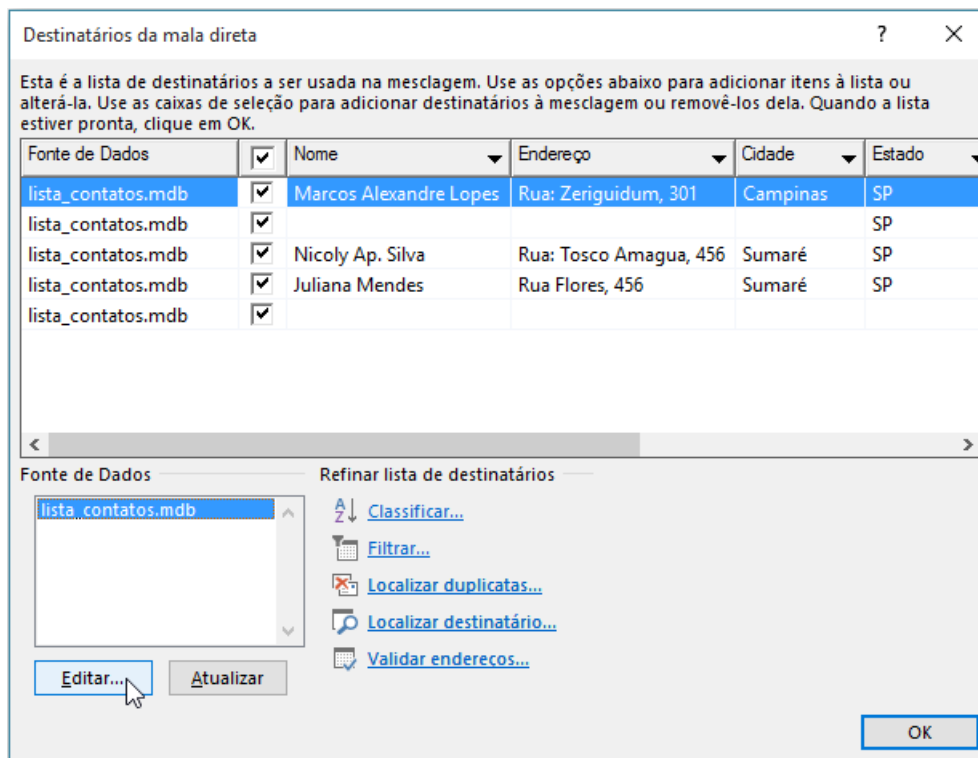 Destinatários da mala direta ?
Esta é a lista de destinatários a ser usada na mesclagem. Use as opções abaixo para adicionar itens à lista ou
alterá-la. Use as caixas de seleção para adicionar destinatários à mesclagem ou removê-los dela. Quando a lista
estiver pronta, clique em OK.
Fonte de Dados Nome Endereço Cidade Estado
lista_contatos.mdb Marcos Alexandre Lopes Rua: Zeriguidum, 301 Campinas SP
lista_contatos.mdb SP
lista_contatos.mdb Nicoly Ap. Silva Rua: Tosco Amagua, 456 Sumaré SP
lista_contatos.mdb Juliana Mendes Rua Flores, 456 Sumaré SP
lista_contatos.mdb
Fonte de Dados Refinar lista de destinatários
lista_contatos.mdb
Classificar...
Filtrar...
Localizar duplicatas...
Localizar destinatário...
Validar endereços...
Editar... Atualizar
OK